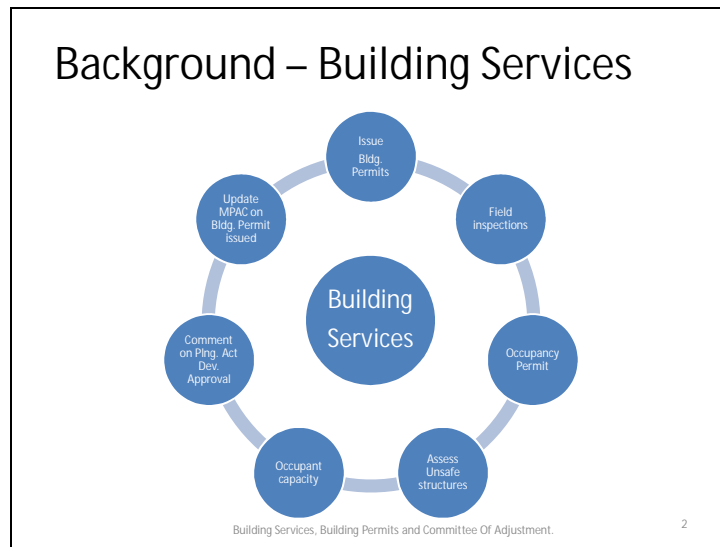 Background – Building Services
Issue
Bldg.
Permits
Field
inspections
Occupancy
Permit
Assess
Unsafe
structures
Occupant
capacity
Comment
on Plng. Act
Dev.
Approval
Update
MPAC on
Bldg. Permit
issued
Building
Services
Building Services, Building Permits and Committee Of Adjustment.
2